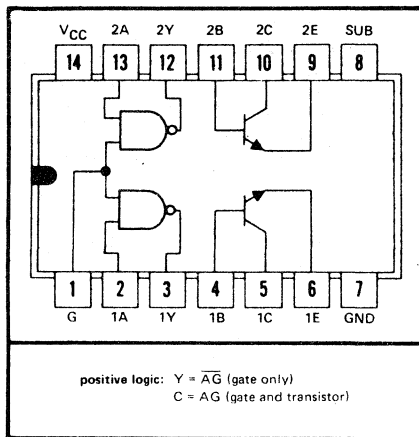 VCC 2A 2Y 2B 2C 2E SUB
14 13 12 11 10 9 8
1 2 3 4 5 6 7
G 1A 1Y 1B 1C 1E GND
positive logic: Y = A̅G̅ (gate only)
C = AG (gate and transistor)